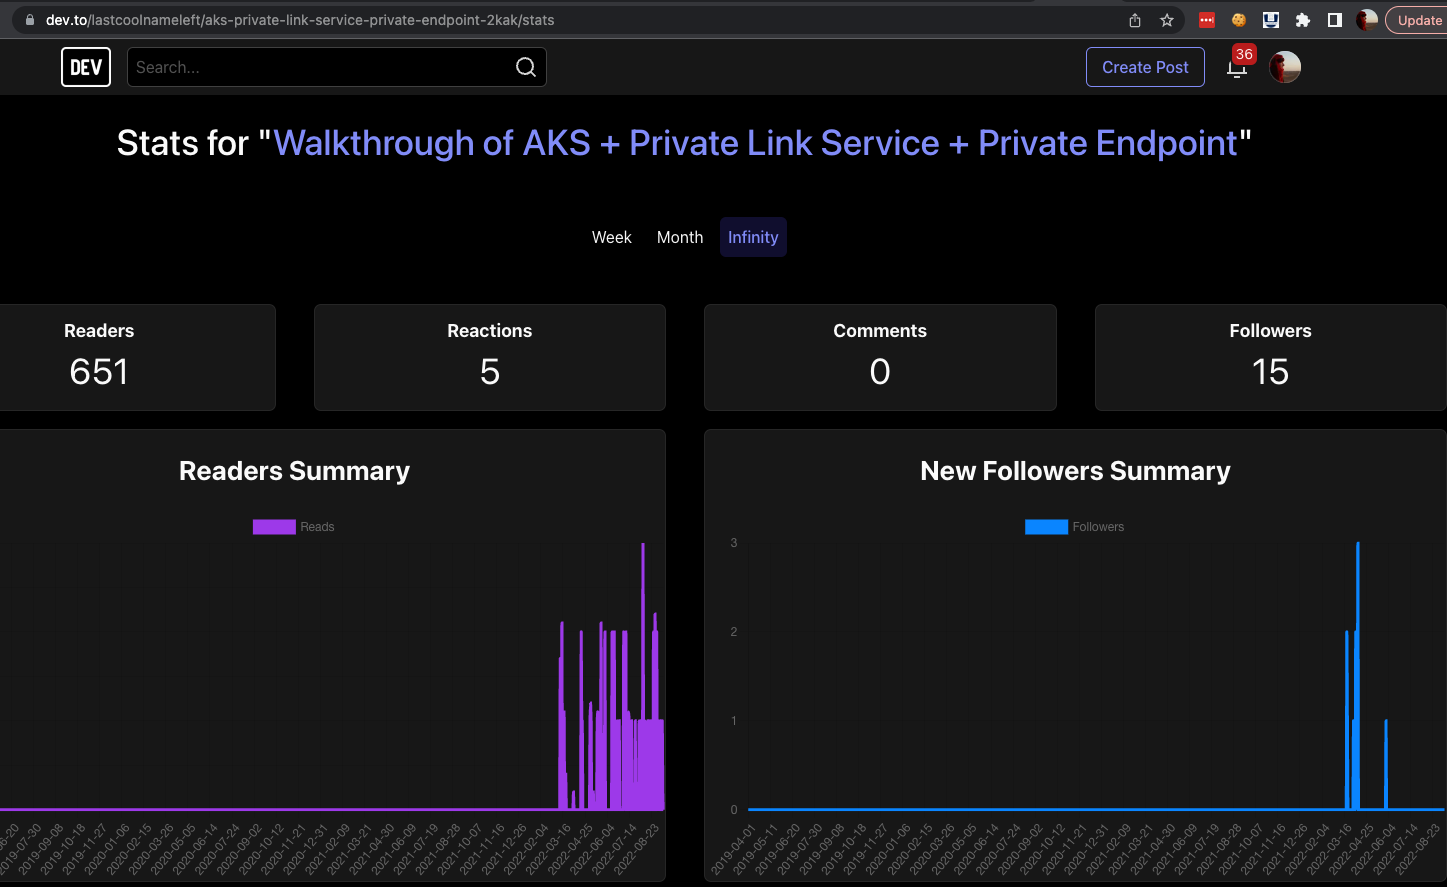 dev.to/lastcoolnameleft/aks-private-link-service-private-endpoint-2kak/stats
Update
DEV
Search...
Create Post
36
Stats for "Walkthrough of AKS + Private Link Service + Private Endpoint"
Week Month Infinity
Readers
651
Reactions
5
Comments
0
Followers
15
Readers Summary
Reads
2019-07-30 2019-09-08 2019-10-18 2019-11-27 2020-01-06 2020-02-15 2020-03-26 2020-05-05 2020-06-14 2020-07-24 2020-09-02 2020-10-12 2020-11-21 2020-12-31 2021-02-09 2021-03-21 2021-04-30 2021-06-09 2021-07-19 2021-08-28 2021-10-07 2021-11-16 2021-12-26 2022-02-04 2022-03-16 2022-04-25 2022-06-04 2022-07-14 2022-08-23
New Followers Summary
Followers
3
2
1
0
2019-04-01 2019-05-11 2019-06-20 2019-07-30 2019-09-08 2019-10-18 2019-11-27 2020-01-06 2020-02-15 2020-03-26 2020-05-05 2020-06-14 2020-07-24 2020-09-02 2020-10-12 2020-11-21 2020-12-31 2021-02-09 2021-03-21 2021-04-30 2021-06-09 2021-07-19 2021-08-28 2021-10-07 2021-11-16 2021-12-26 2022-02-04 2022-03-16 2022-04-25 2022-06-04 2022-07-14 2022-08-23